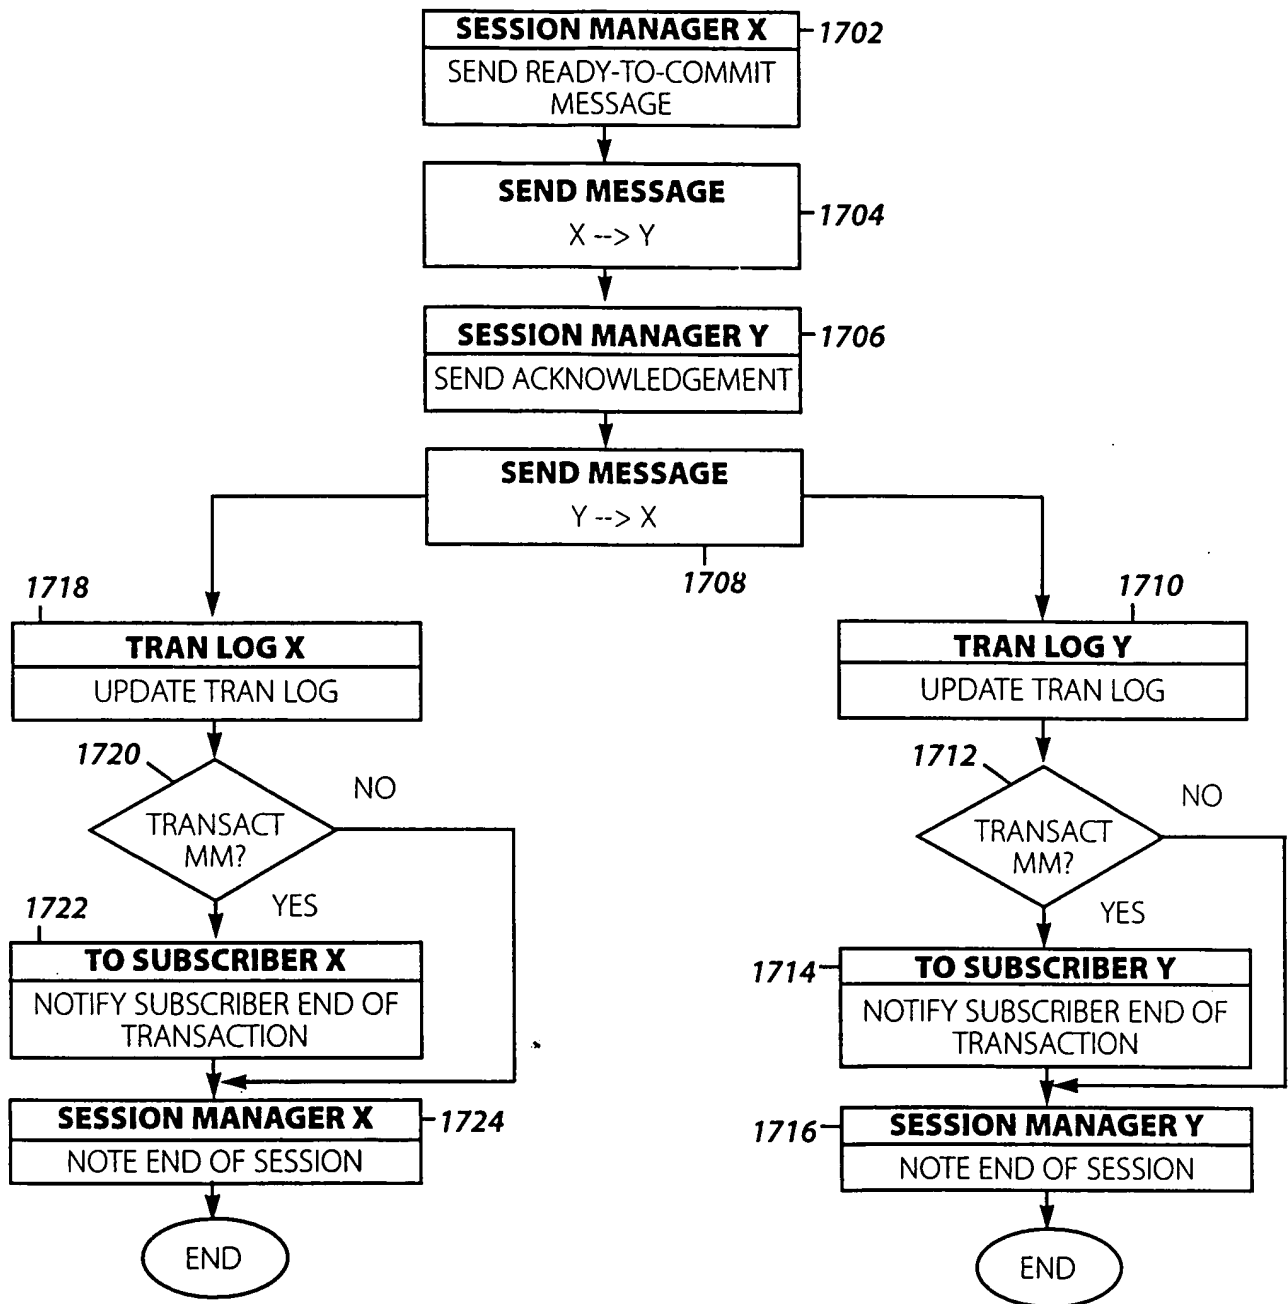 SESSION MANAGER X
1702
SEND READY-TO-COMMIT
MESSAGE
SEND MESSAGE
1704
X --> Y
SESSION MANAGER Y
1706
SEND ACKNOWLEDGEMENT
SEND MESSAGE
Y --> X
1708
1718
TRAN LOG X
UPDATE TRAN LOG
1720
NO
TRANSACT
MM?
YES
1722
TO SUBSCRIBER X
NOTIFY SUBSCRIBER END OF
TRANSACTION
SESSION MANAGER X
1724
NOTE END OF SESSION
END
1710
TRAN LOG Y
UPDATE TRAN LOG
1712
NO
TRANSACT
MM?
YES
1714
TO SUBSCRIBER Y
NOTIFY SUBSCRIBER END OF
TRANSACTION
1716
SESSION MANAGER Y
NOTE END OF SESSION
END